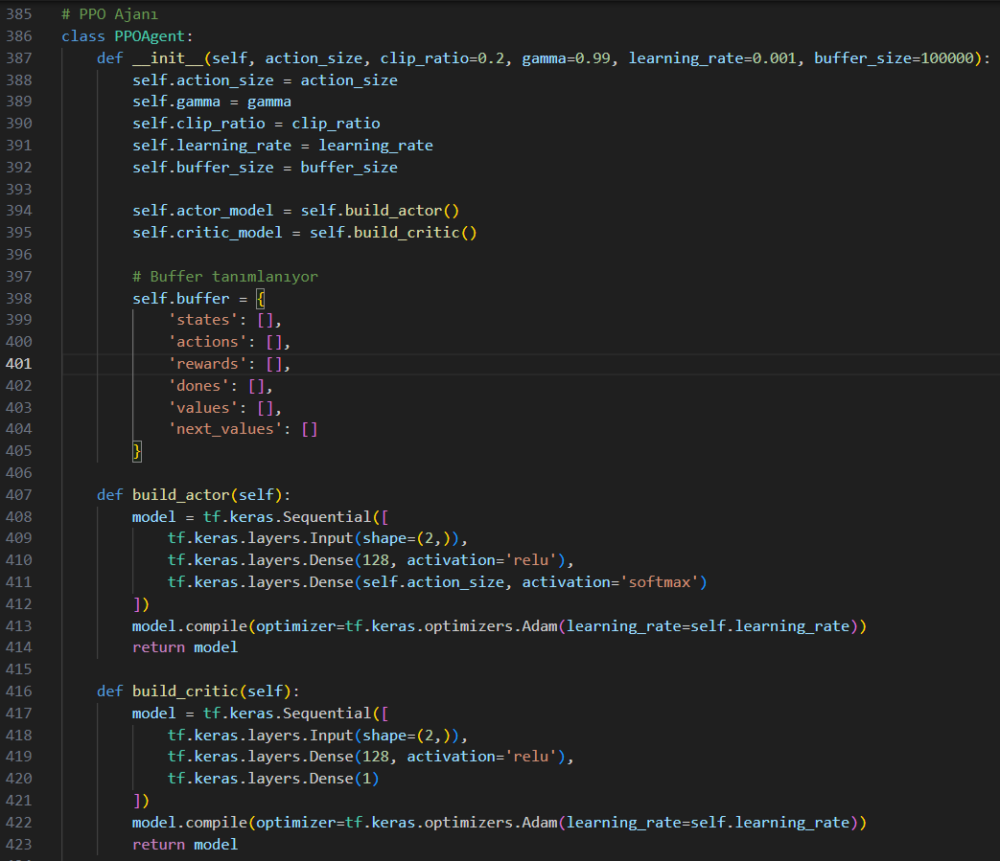 385 # PPO Ajanı
386 class PPOAgent:
387     def __init__(self, action_size, clip_ratio=0.2, gamma=0.99, learning_rate=0.001, buffer_size=100000):
388         self.action_size = action_size
389         self.gamma = gamma
390         self.clip_ratio = clip_ratio
391         self.learning_rate = learning_rate
392         self.buffer_size = buffer_size
393
394         self.actor_model = self.build_actor()
395         self.critic_model = self.build_critic()
396
397         # Buffer tanımlanıyor
398         self.buffer = {
399             'states': [],
400             'actions': [],
401             'rewards': [],
402             'dones': [],
403             'values': [],
404             'next_values': []
405         }
406
407     def build_actor(self):
408         model = tf.keras.Sequential([
409             tf.keras.layers.Input(shape=(2,)),
410             tf.keras.layers.Dense(128, activation='relu'),
411             tf.keras.layers.Dense(self.action_size, activation='softmax')
412         ])
413         model.compile(optimizer=tf.keras.optimizers.Adam(learning_rate=self.learning_rate))
414         return model
415
416     def build_critic(self):
417         model = tf.keras.Sequential([
418             tf.keras.layers.Input(shape=(2,)),
419             tf.keras.layers.Dense(128, activation='relu'),
420             tf.keras.layers.Dense(1)
421         ])
422         model.compile(optimizer=tf.keras.optimizers.Adam(learning_rate=self.learning_rate))
423         return model